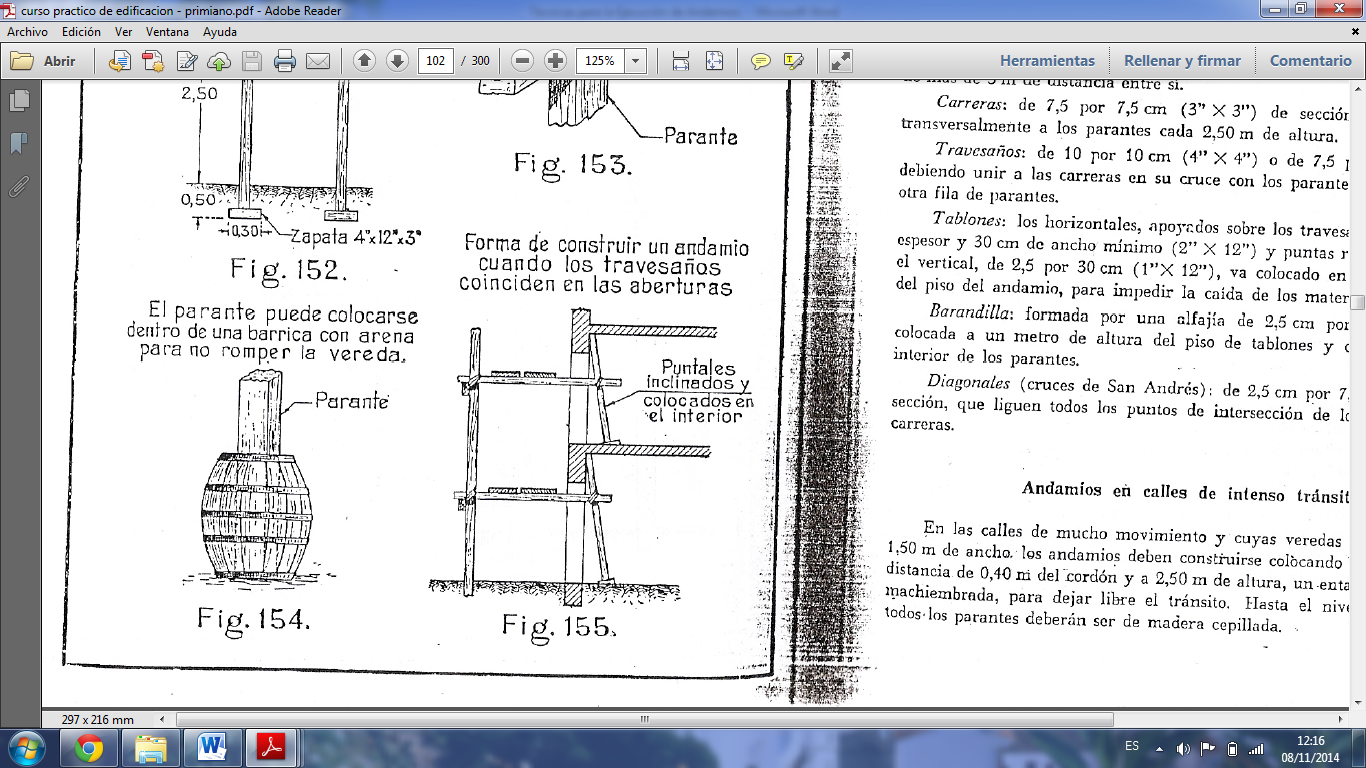 curso practico de edificacion - primiano.pdf - Adobe Reader
Archivo Edición Ver Ventana Ayuda
Abrir
102 / 300
125%
Herramientas
Rellenar y firmar
Comentario
2,50
0,50
0,30
Zapata 4"x12"x3"
Fig. 152.
Parante
Fig. 153.
El parante puede colocarse
dentro de una barrica con arena
para no romper la vereda.
Parante
Fig. 154.
Forma de construir un andamio
cuando los travesaños
coinciden en las aberturas
Puntales
inclinados y
colocados en
el interior
Fig. 155.
de más de 3 m de distancia entre sí.
Carreras: de 7,5 por 7,5 cm (3" × 3") de sección
transversalmente a los parantes cada 2,50 m de altura.
Travesaños: de 10 por 10 cm (4" × 4") o de 7,5
debiendo unir a las carreras en su cruce con los parante
otra fila de parantes.
Tablones: los horizontales, apoyados sobre los travesa
espesor y 30 cm de ancho mínimo (2" × 12") y puntas
el vertical, de 2,5 por 30 cm (1" × 12"), va colocado en
del piso del andamio, para impedir la caída de los mater
Barandilla: formada por una alfajía de 2,5 cm por
colocada a un metro de altura del piso de tablones y
interior de los parantes.
Diagonales (cruces de San Andrés): de 2,5 cm por 7,
sección, que liguen todos los puntos de intersección de
carreras.
Andamios en calles de intenso tránsit
En las calles de mucho movimiento y cuyas veredas
1,50 m de ancho los andamios deben construirse colocando
distancia de 0,40 m del cordón y a 2,50 m de altura, un enta
machiembrada, para dejar libre el tránsito. Hasta el niv
todos los parantes deberán ser de madera cepillada.
297 x 216 mm
ES
12:16
08/11/2014